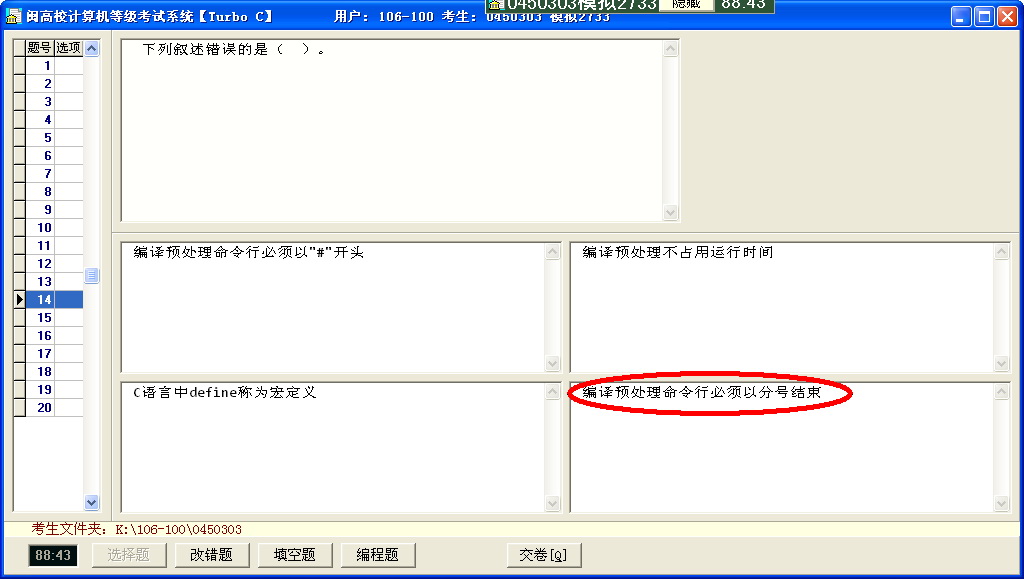 0450303模拟2733 隐藏 88:43
闽高校计算机等级考试系统【Turbo C】 用户: 106-100 考生: 0450303 模拟2733
题号 选项
下列叙述错误的是（ ）。
1
2
3
4
5
6
7
8
9
10
11
12
13
14
15
16
17
18
19
20
编译预处理命令行必须以"#"开头
编译预处理不占用运行时间
C语言中define称为宏定义
编译预处理命令行必须以分号结束
考生文件夹: K:\106-100\0450303
88:43 选择题 改错题 填空题 编程题 交卷[Q]